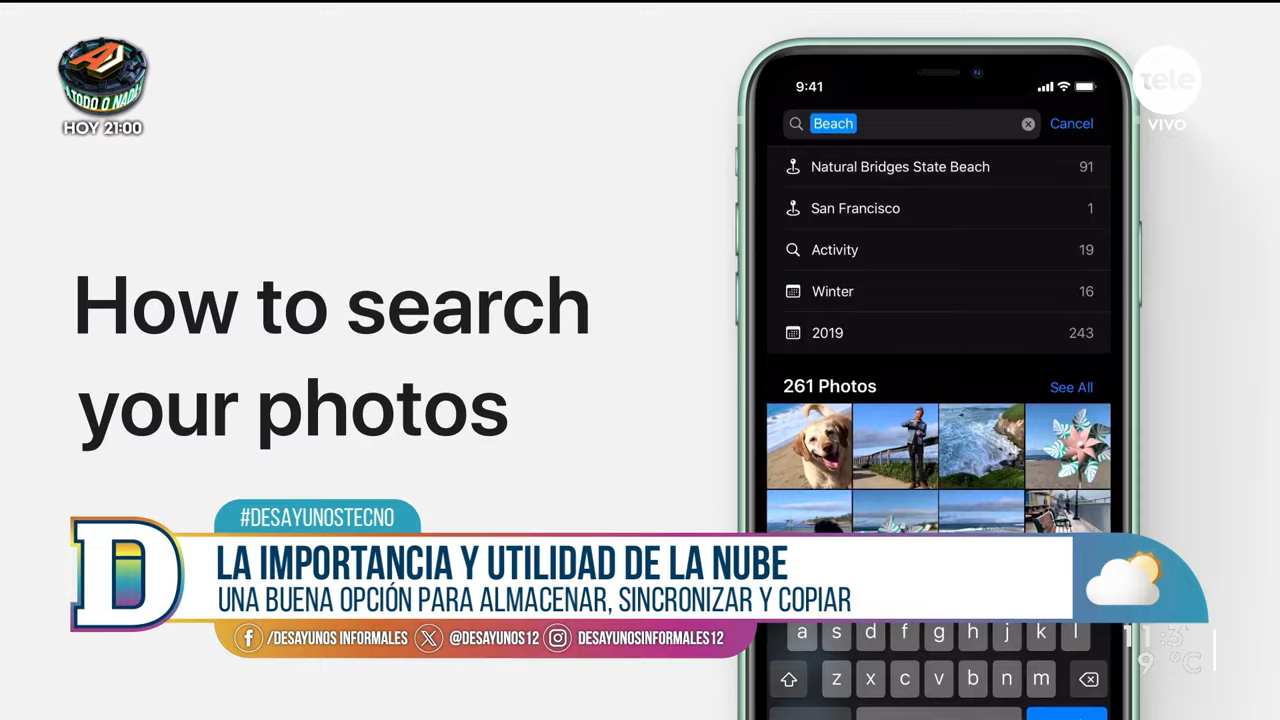 A TODO O NADA
HOY 21:00
tele
VIVO
How to search
your photos
9:41
Beach
Cancel
Natural Bridges State Beach 91
San Francisco 1
Activity 19
Winter 16
2019 243
261 Photos
See All
#DESAYUNOSTECNO
D
LA IMPORTANCIA Y UTILIDAD DE LA NUBE
UNA BUENA OPCIÓN PARA ALMACENAR, SINCRONIZAR Y COPIAR
/DESAYUNOS INFORMALES @DESAYUNOS12 DESAYUNOSINFORMALES12
a s d f g h j k l
z x c v b n m